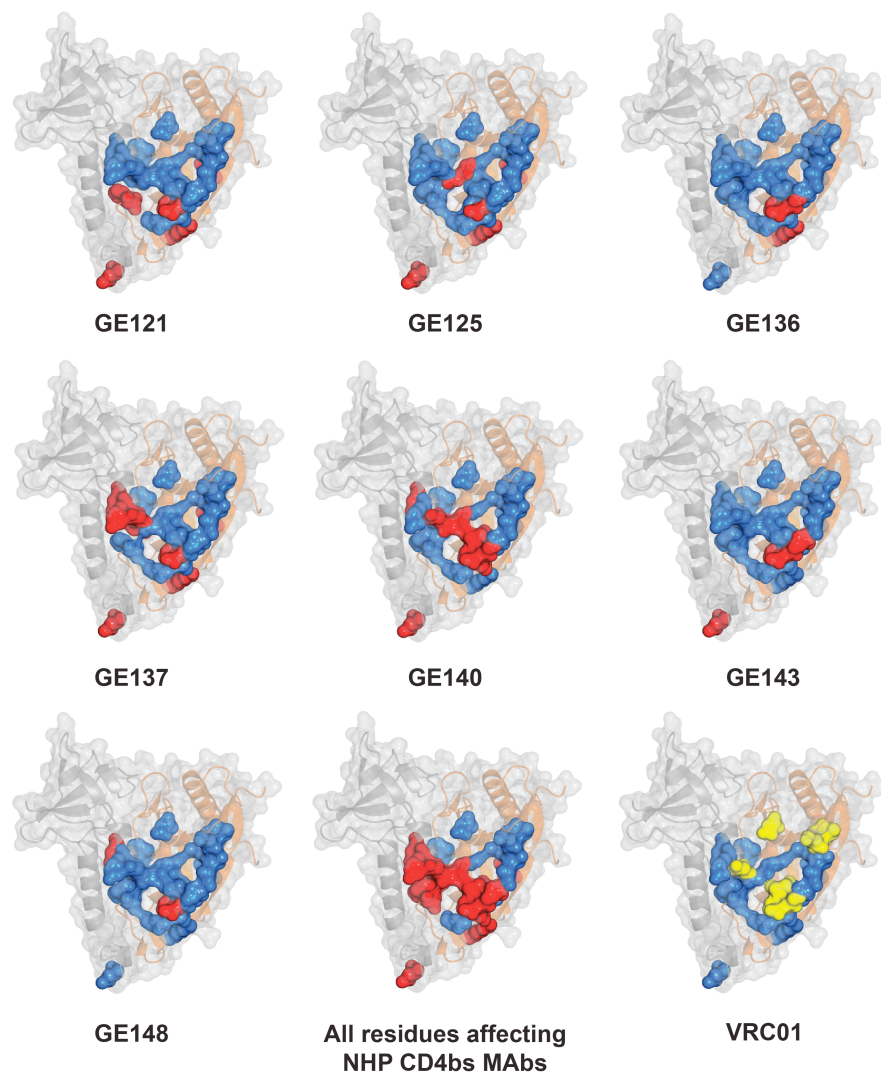 GE121
GE125
GE136
GE137
GE140
GE143
GE148
All residues affecting
NHP CD4bs MAbs
VRC01